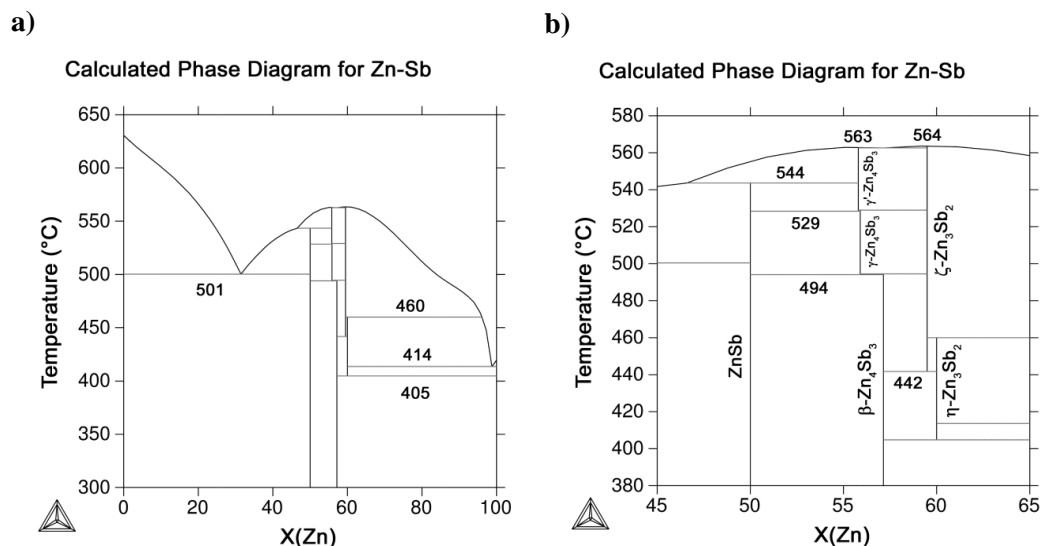 a)
Calculated Phase Diagram for Zn-Sb
Temperature (°C)
650
600
550
500
450
400
350
300
501
460
414
405
0
20
40
60
80
100
X(Zn)
b)
Calculated Phase Diagram for Zn-Sb
Temperature (°C)
580
560
540
520
500
480
460
440
420
400
380
563
564
544
529
494
442
ZnSb
γ'-Zn4Sb3
γ-Zn4Sb3
β-Zn4Sb3
ζ-Zn3Sb2
η-Zn3Sb2
45
50
55
60
65
X(Zn)